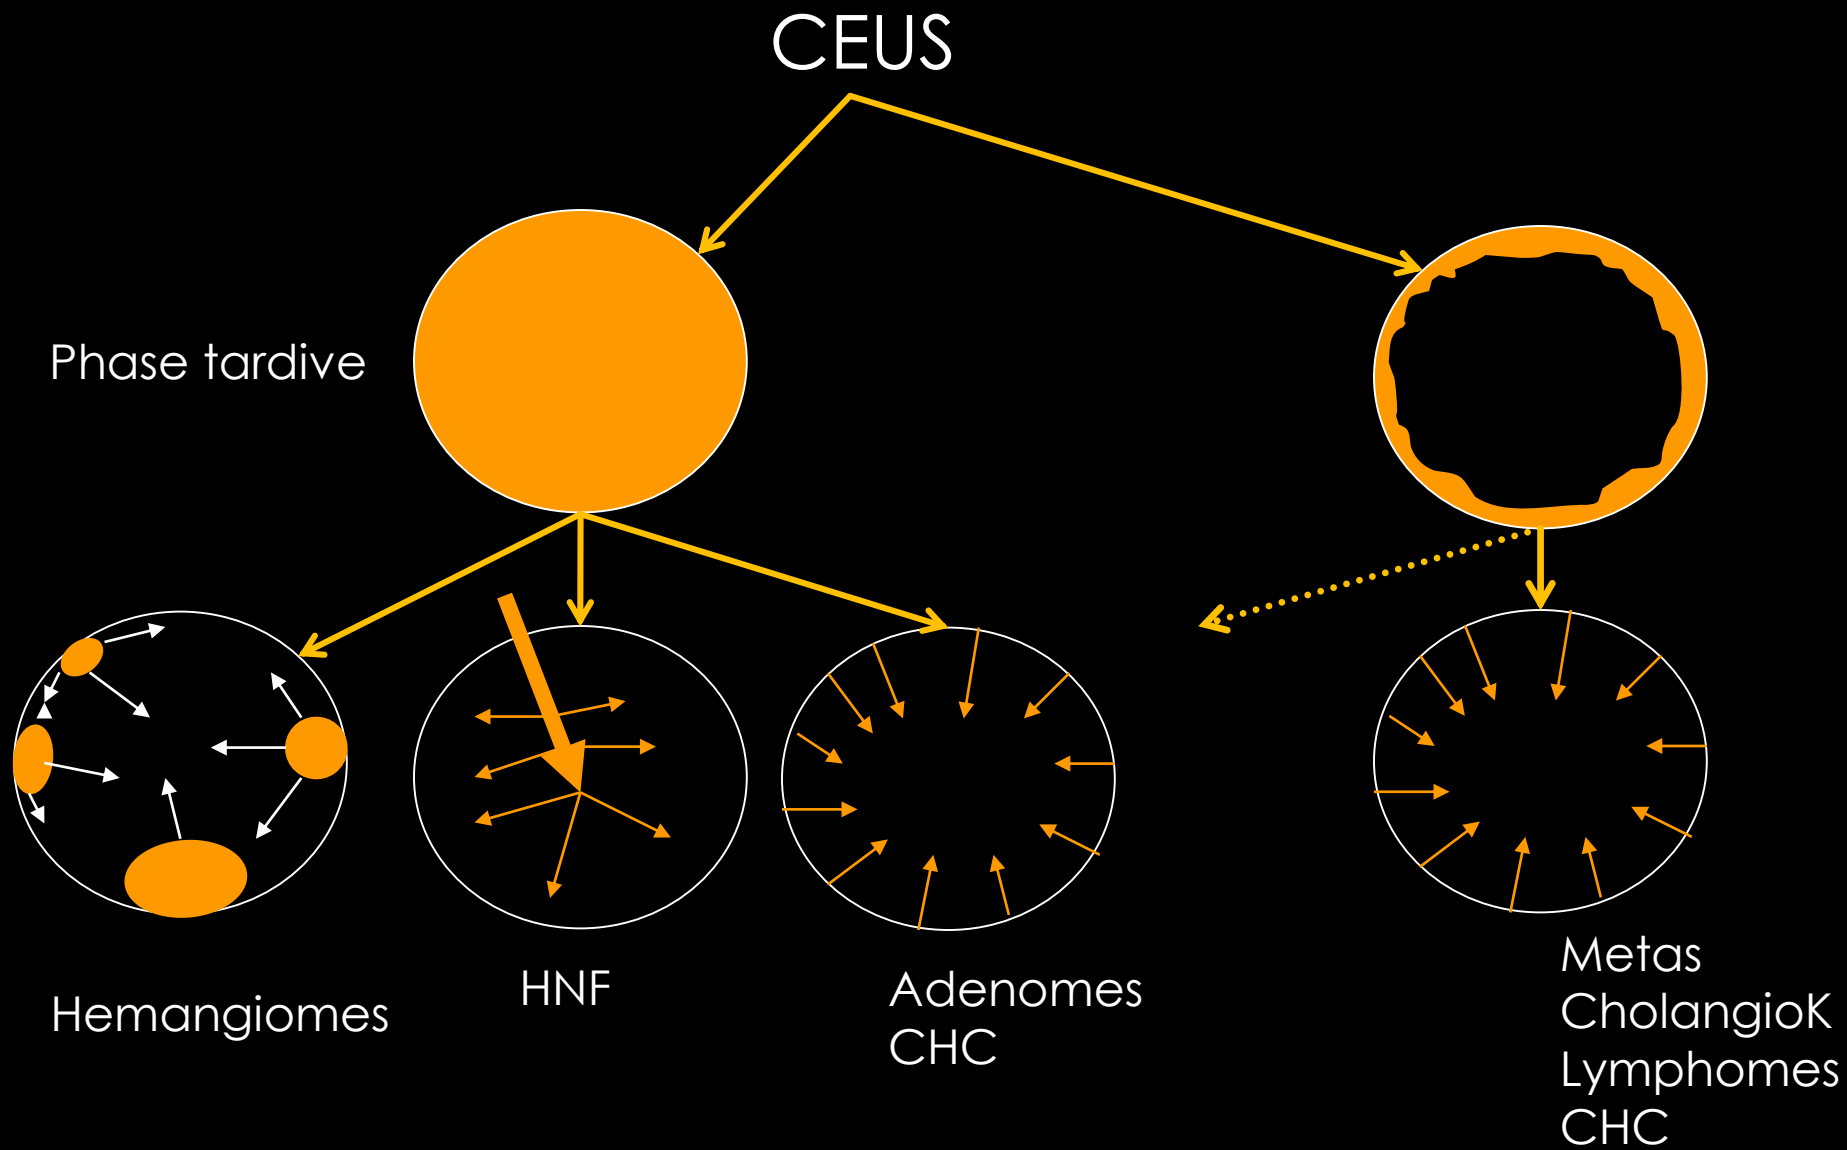 CEUS
Phase tardive
Hemangiomes
HNF
Adenomes
CHC
Metas
CholangioK
Lymphomes
CHC